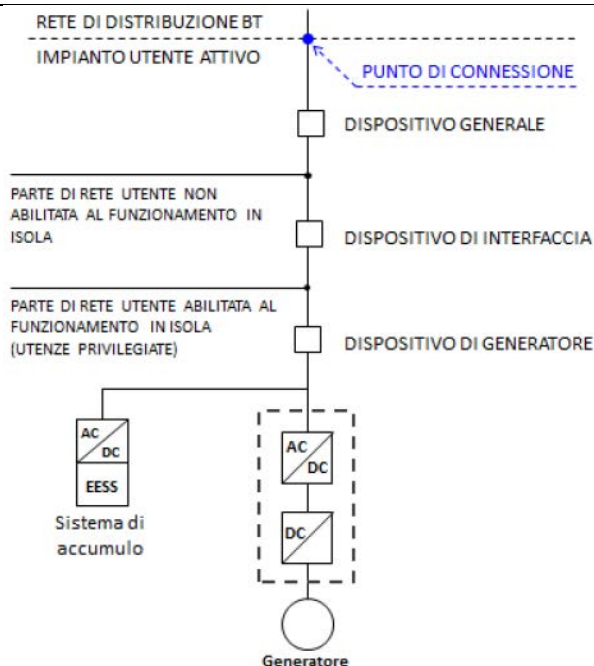 RETE DI DISTRIBUZIONE BT
IMPIANTO UTENTE ATTIVO
PUNTO DI CONNESSIONE
DISPOSITIVO GENERALE
PARTE DI RETE UTENTE NON
ABILITATA AL FUNZIONAMENTO IN
ISOLA
DISPOSITIVO DI INTERFACCIA
PARTE DI RETE UTENTE ABILITATA AL
FUNZIONAMENTO IN ISOLA
(UTENZE PRIVILEGIATE)
DISPOSITIVO DI GENERATORE
AC
DC
EESS
Sistema di
accumulo
AC
DC
DC
Generatore